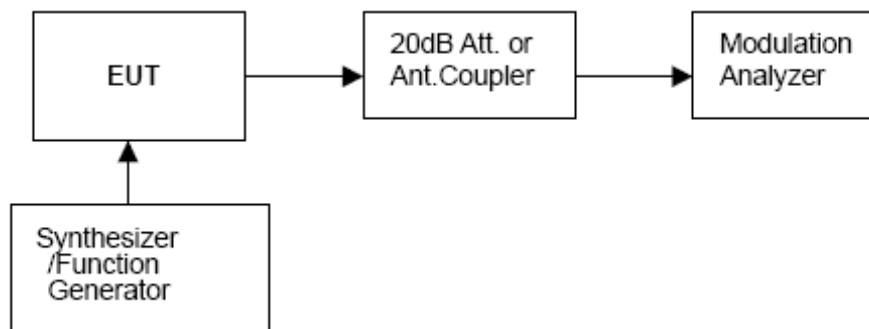 EUT
20dB Att. or
Ant.Coupler
Modulation
Analyzer
Synthesizer
/Function
Generator